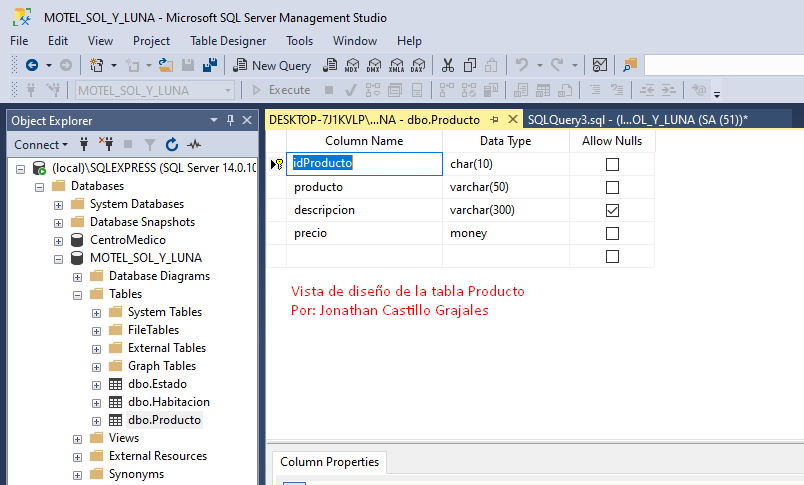 MOTEL_SOL_Y_LUNA - Microsoft SQL Server Management Studio
File Edit View Project Table Designer Tools Window Help
New Query MDX DMX XMLA DAX
MOTEL_SOL_Y_LUNA Execute
Object Explorer
Connect
(local)\SQLEXPRESS (SQL Server 14.0.10
Databases
System Databases
Database Snapshots
CentroMedico
MOTEL_SOL_Y_LUNA
Database Diagrams
Tables
System Tables
FileTables
External Tables
Graph Tables
dbo.Estado
dbo.Habitacion
dbo.Producto
Views
External Resources
Synonyms
DESKTOP-7J1KVLP\...NA - dbo.Producto SQLQuery3.sql - (l...OL_Y_LUNA (SA (51))*
Column Name Data Type Allow Nulls
idProducto char(10)
producto varchar(50)
descripcion varchar(300)
precio money
Vista de diseño de la tabla Producto
Por: Jonathan Castillo Grajales
Column Properties